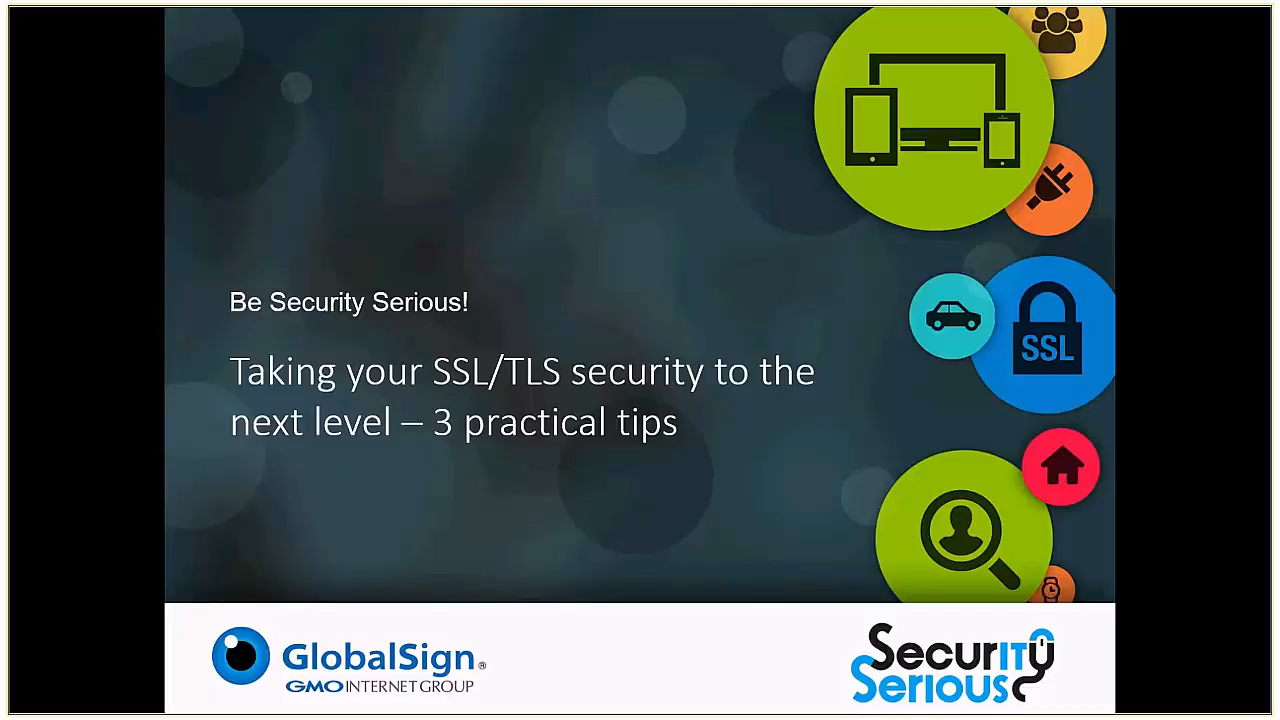 Be Security Serious!
Taking your SSL/TLS security to the
next level – 3 practical tips
SSL
GlobalSign®
GMO INTERNET GROUP
SecurITy
Serious